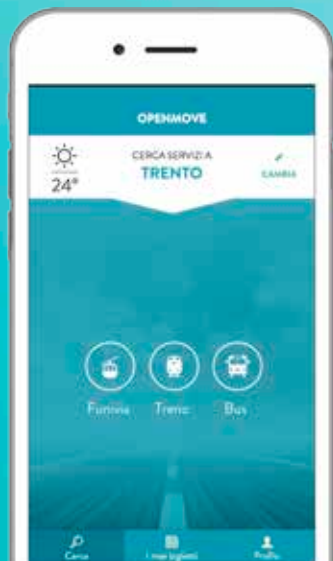 OPENMOVE
CERCA SERVIZI A
TRENTO
CAMBIA
24°
Funivia Treno Bus
Cerca I miei biglietti Profilo